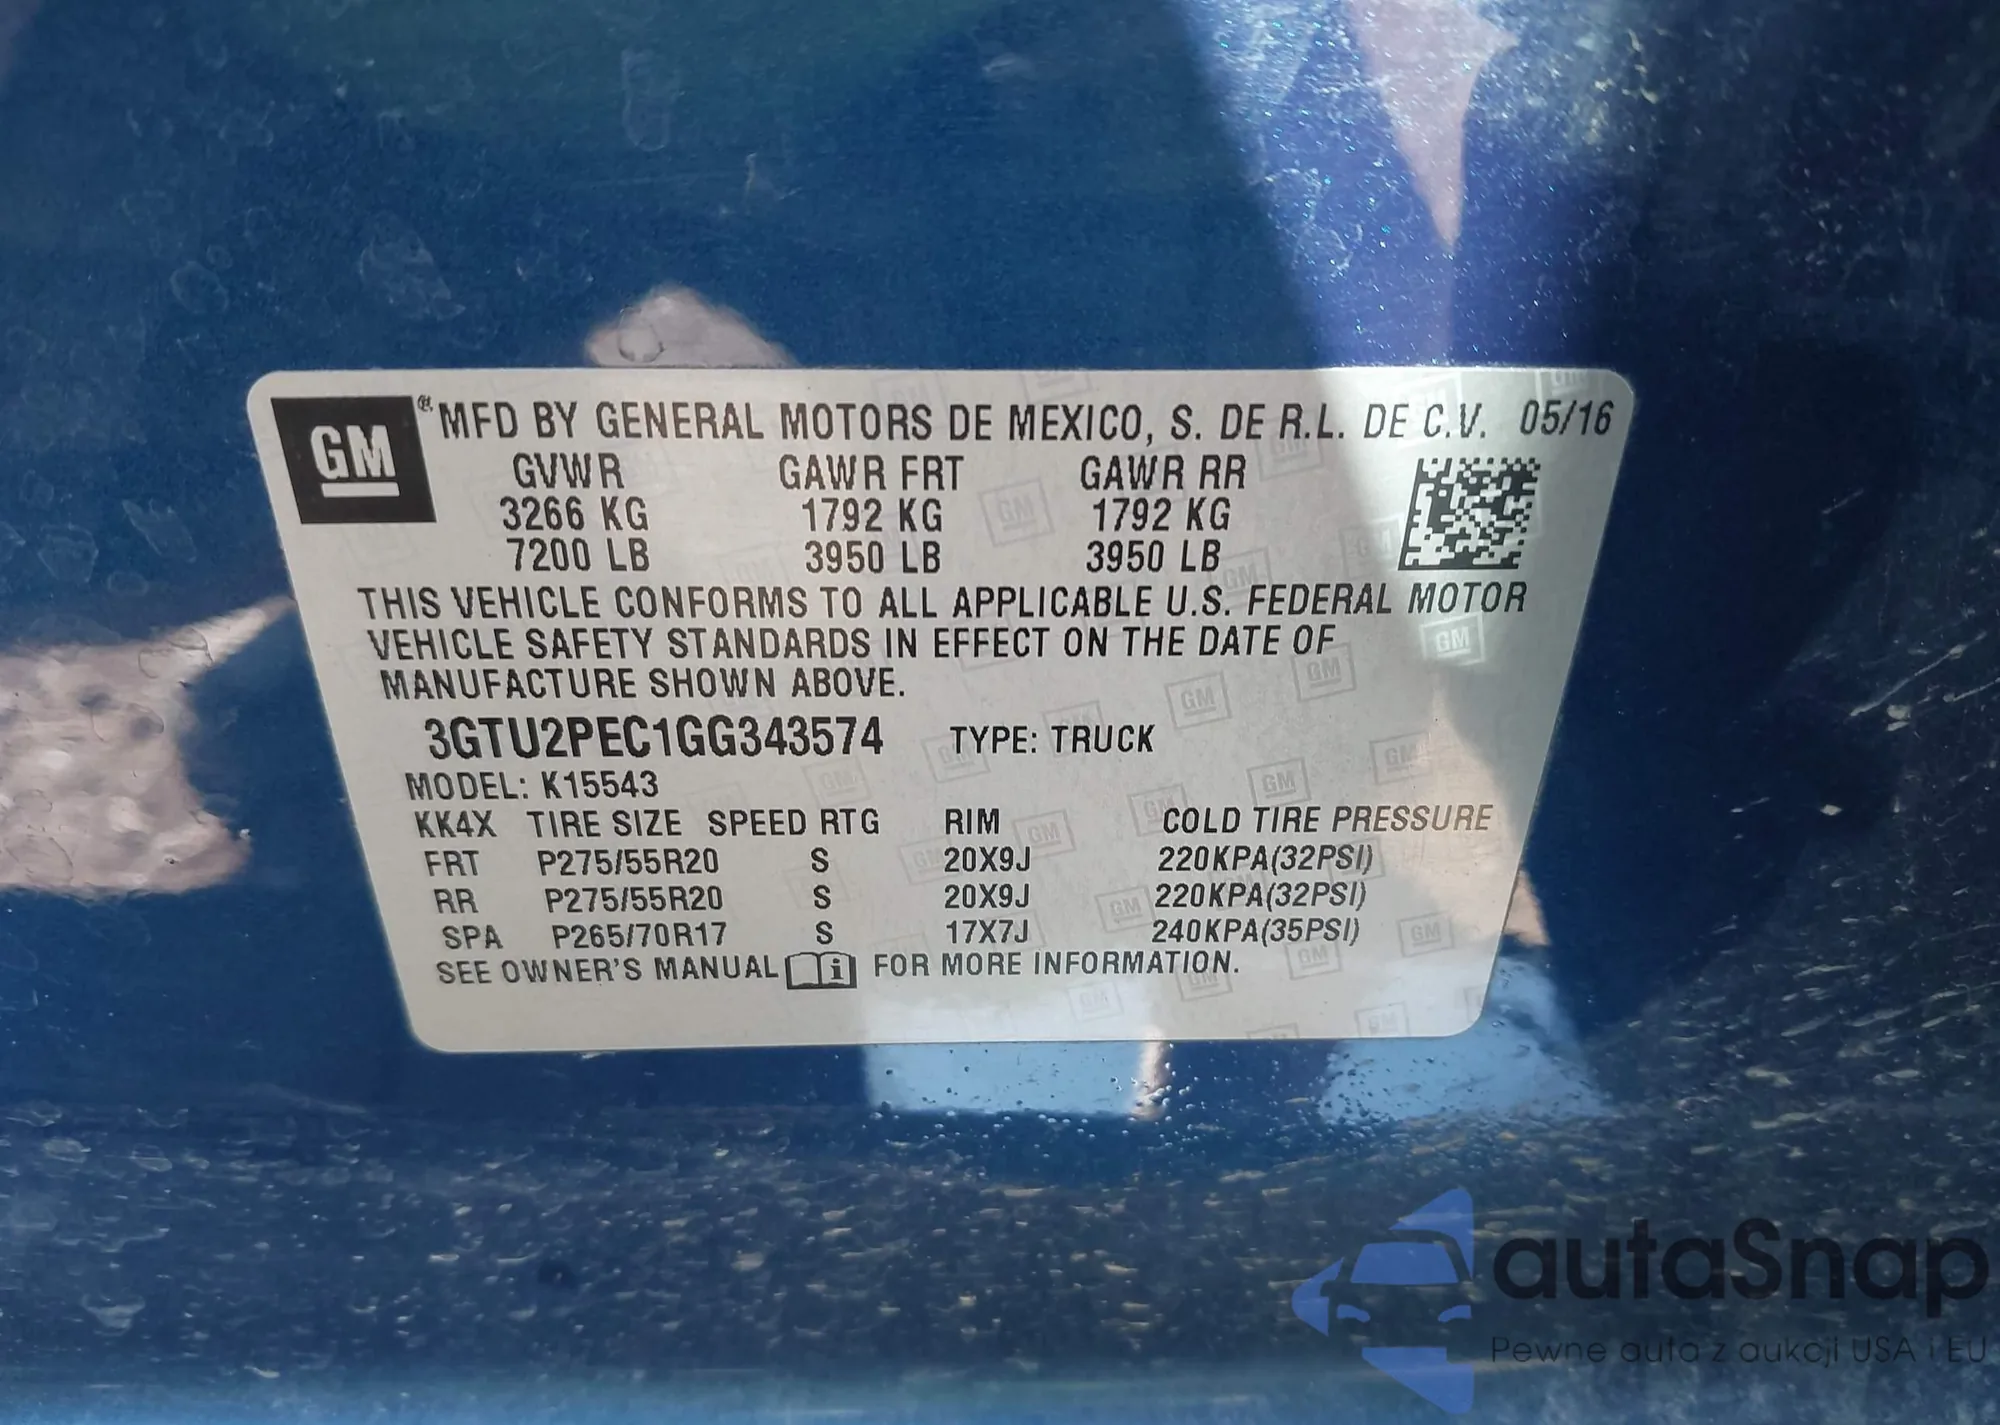 GM ® MFD BY GENERAL MOTORS DE MEXICO, S. DE R.L. DE C.V. 05/16
GVWR GAWR FRT GAWR RR
3266 KG 1792 KG 1792 KG
7200 LB 3950 LB 3950 LB
THIS VEHICLE CONFORMS TO ALL APPLICABLE U.S. FEDERAL MOTOR
VEHICLE SAFETY STANDARDS IN EFFECT ON THE DATE OF
MANUFACTURE SHOWN ABOVE.
3GTU2PEC1GG343574 TYPE: TRUCK
MODEL: K15543
KK4X TIRE SIZE SPEED RTG RIM COLD TIRE PRESSURE
FRT P275/55R20 S 20X9J 220KPA(32PSI)
RR P275/55R20 S 20X9J 220KPA(32PSI)
SPA P265/70R17 S 17X7J 240KPA(35PSI)
SEE OWNER'S MANUAL i FOR MORE INFORMATION.
autaSnap
Pewne auta z aukcji USA i EU